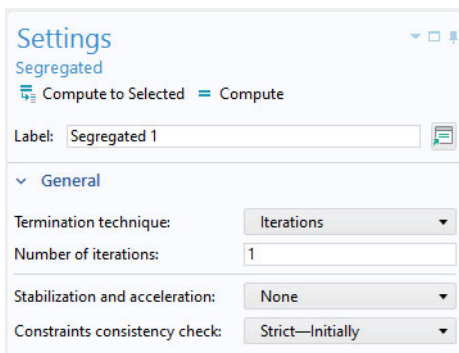 Settings
Segregated
Compute to Selected = Compute
Label: Segregated 1
General
Termination technique: Iterations
Number of iterations: 1
Stabilization and acceleration: None
Constraints consistency check: Strict—Initially